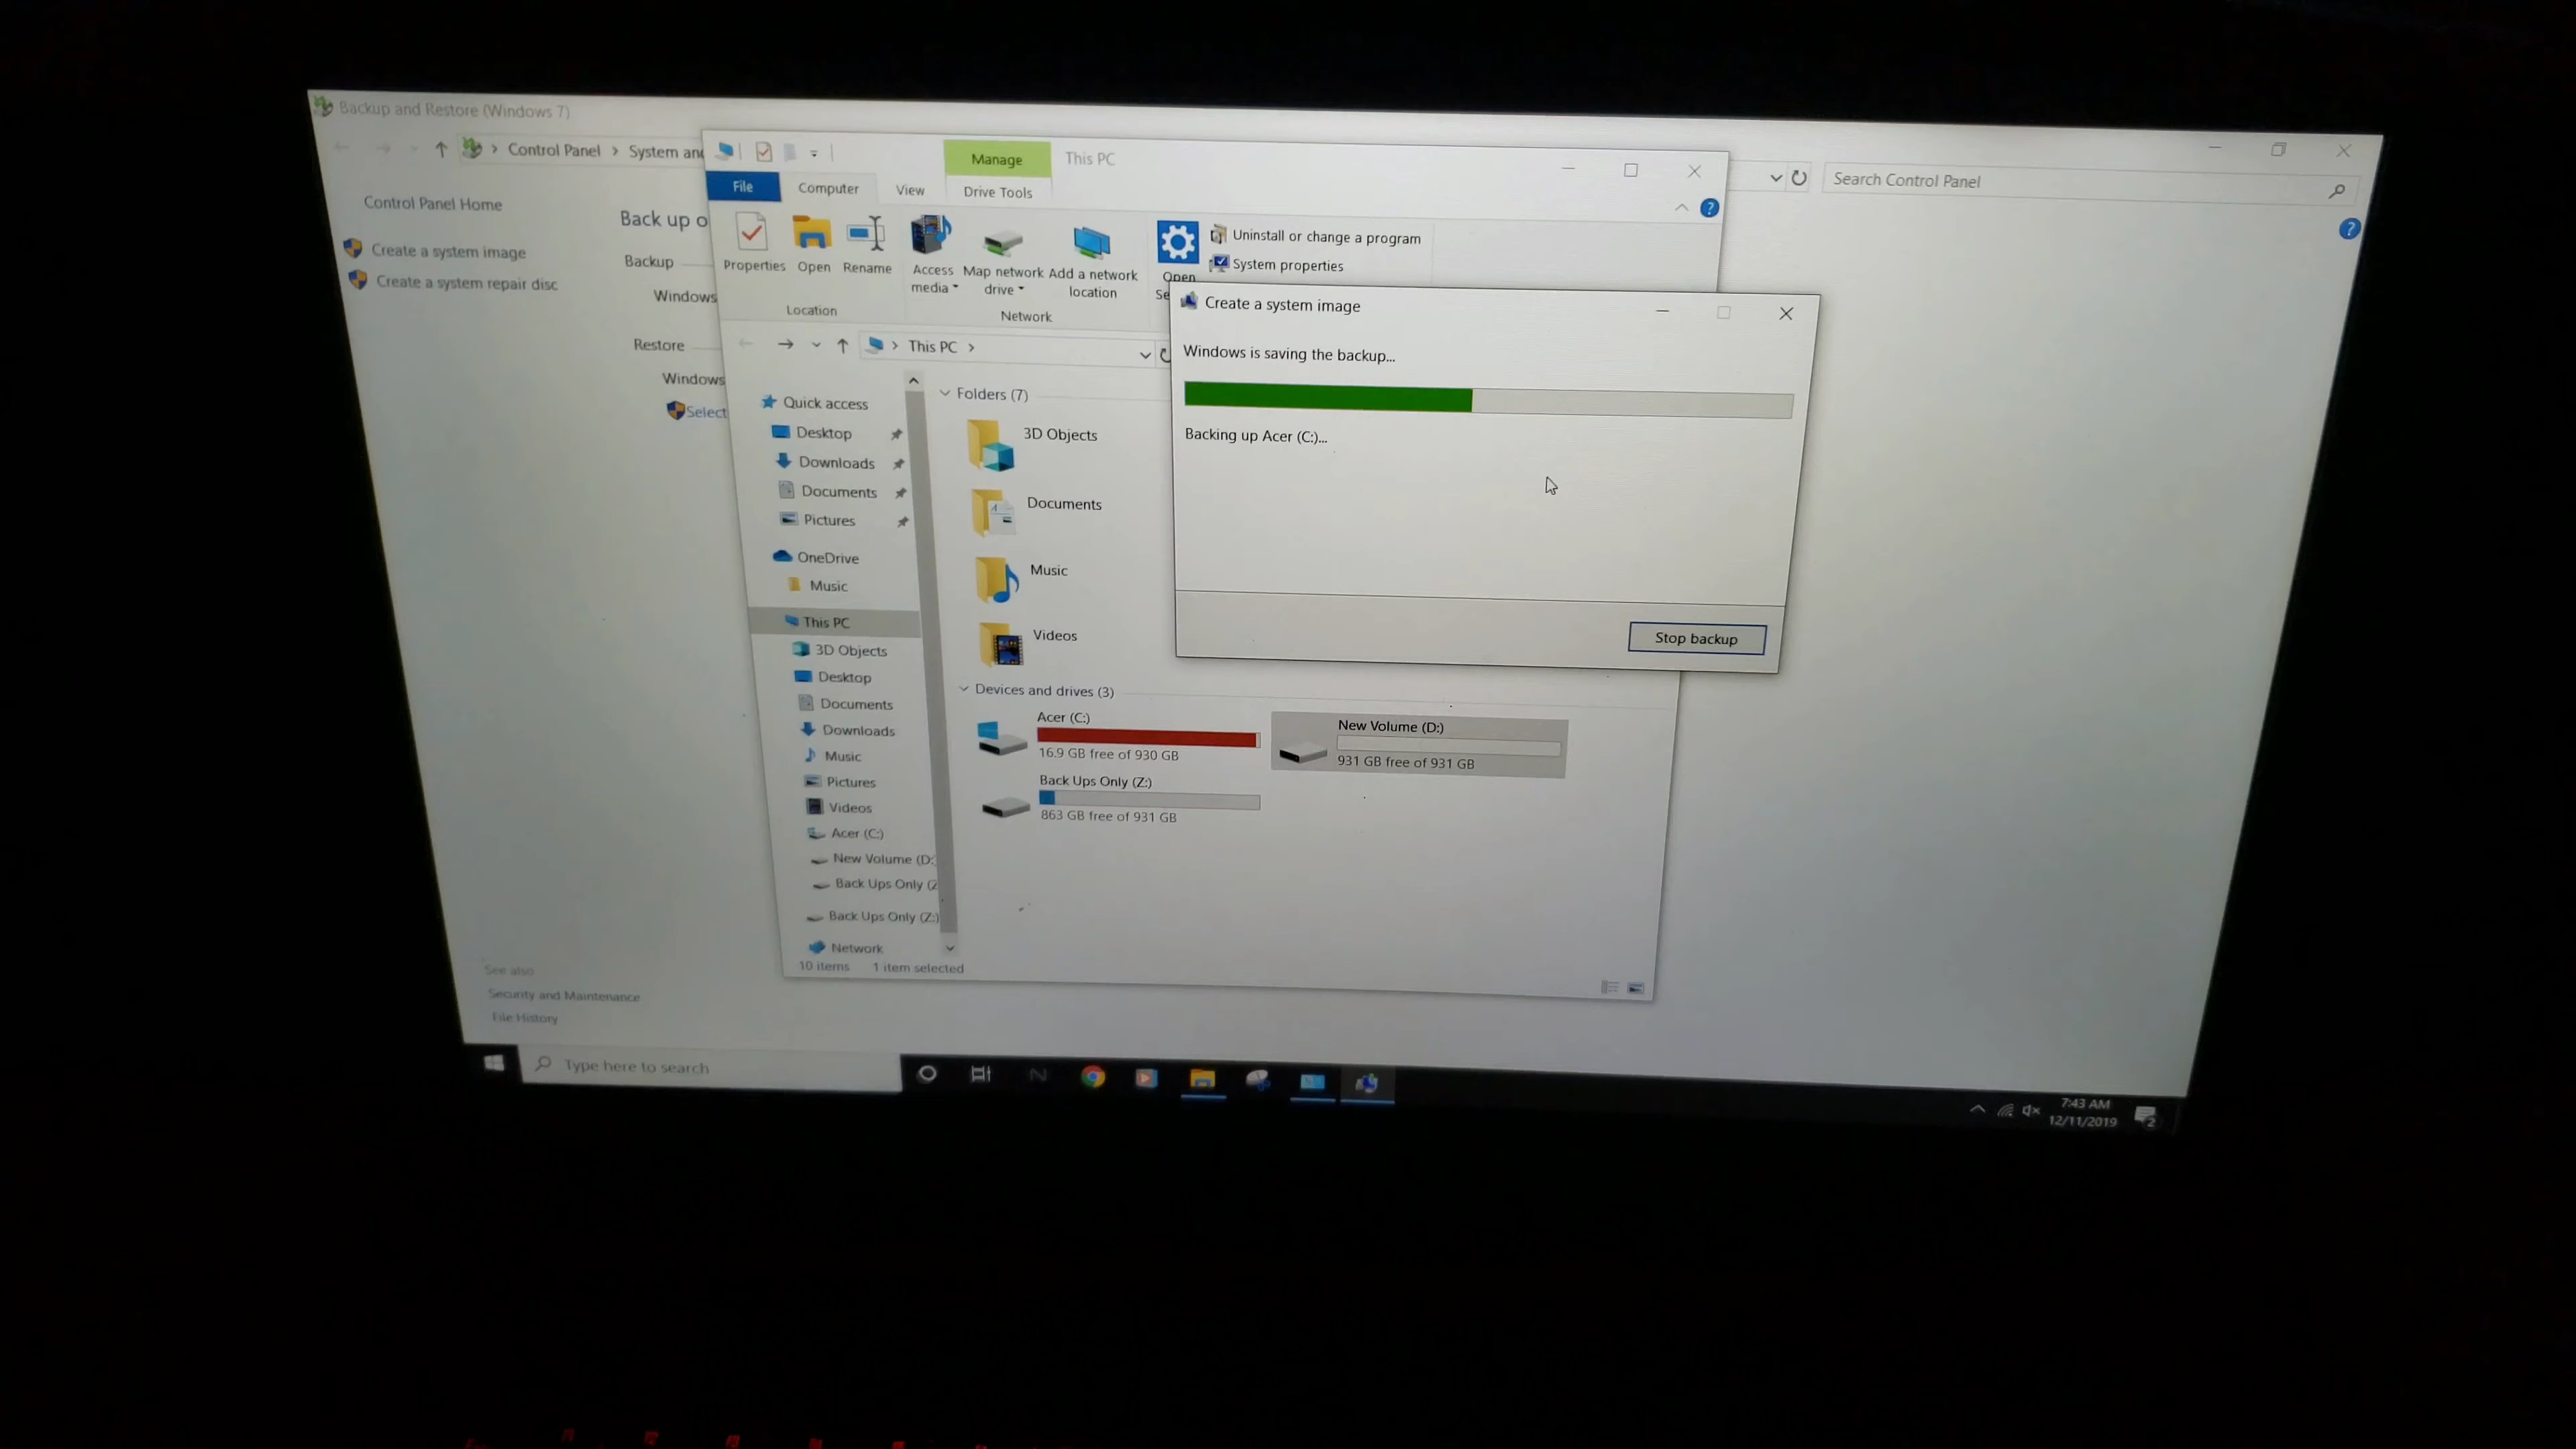 Backup and Restore (Windows 7)
Control Panel > System and
Search Control Panel
Control Panel Home
Create a system image
Create a system repair disc
Back up o
Backup
Windows
Restore
Windows
Select
See also
Security and Maintenance
File History
Manage
This PC
File
Computer
View
Drive Tools
Properties
Open
Rename
Access media
Map network drive
Add a network location
Open
Se
Uninstall or change a program
System properties
Location
Network
This PC >
Quick access
Desktop
Downloads
Documents
Pictures
OneDrive
Music
This PC
3D Objects
Desktop
Documents
Downloads
Music
Pictures
Videos
Acer (C:)
New Volume (D:
Back Ups Only (Z
Back Ups Only (Z:)
Network
10 items 1 item selected
Folders (7)
3D Objects
Documents
Music
Videos
Devices and drives (3)
Acer (C:)
16.9 GB free of 930 GB
New Volume (D:)
931 GB free of 931 GB
Back Ups Only (Z:)
863 GB free of 931 GB
Create a system image
Windows is saving the backup...
Backing up Acer (C:)...
Stop backup
Type here to search
7:43 AM
12/11/2019
2